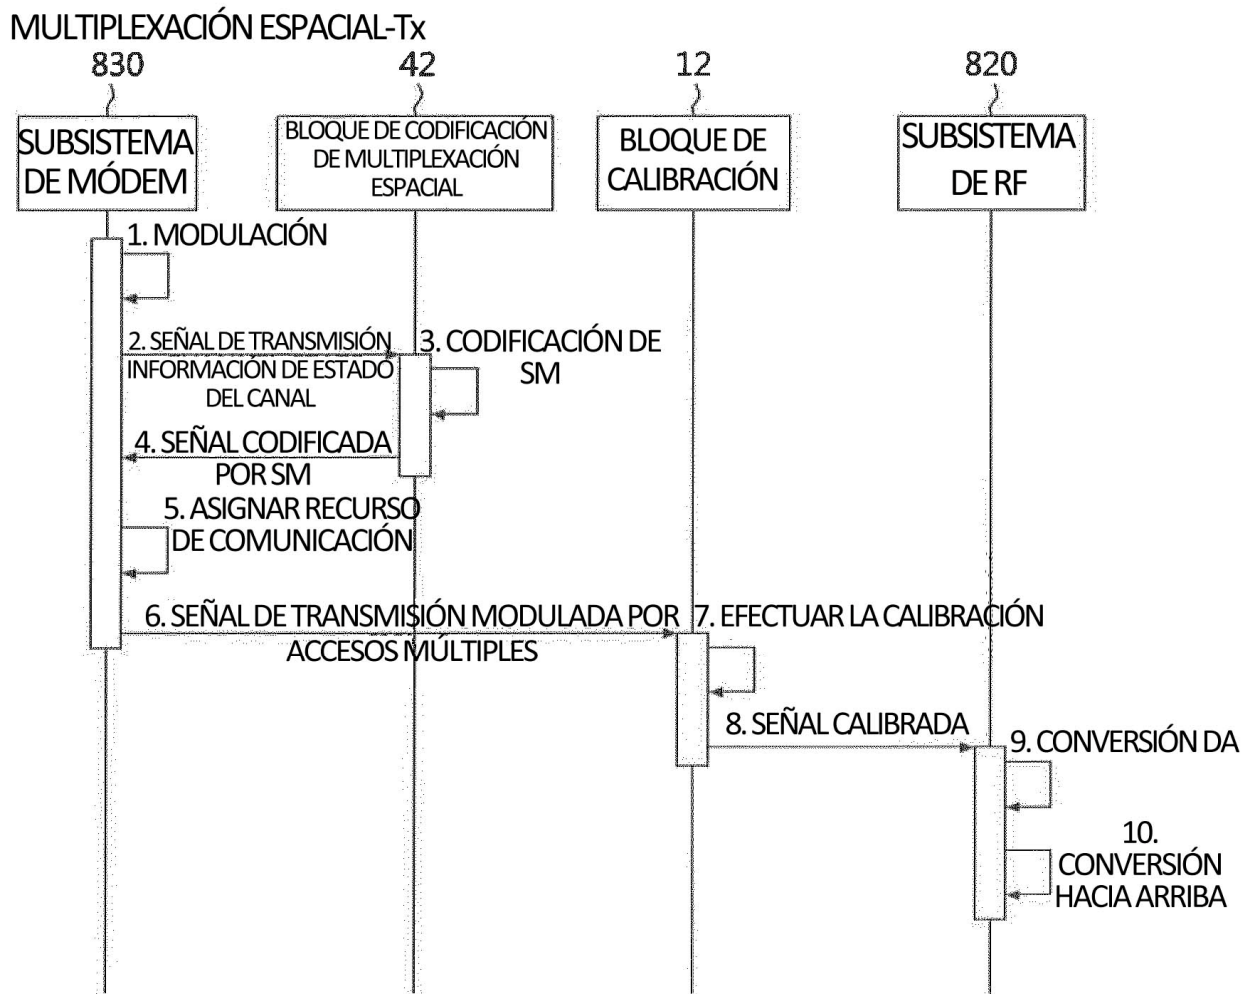 MULTIPLEXACIÓN ESPACIAL-Tx
830
42
12
820
SUBSISTEMA
DE MÓDEM
BLOQUE DE CODIFICACIÓN
DE MULTIPLEXACIÓN
ESPACIAL
BLOQUE DE
CALIBRACIÓN
SUBSISTEMA
DE RF
1. MODULACIÓN
2. SEÑAL DE TRANSMISIÓN
INFORMACIÓN DE ESTADO
DEL CANAL
3. CODIFICACIÓN DE
SM
4. SEÑAL CODIFICADA
POR SM
5. ASIGNAR RECURSO
DE COMUNICACIÓN
6. SEÑAL DE TRANSMISIÓN MODULADA POR
ACCESOS MÚLTIPLES
7. EFECTUAR LA CALIBRACIÓN
8. SEÑAL CALIBRADA
9. CONVERSIÓN DA
10.
CONVERSIÓN
HACIA ARRIBA